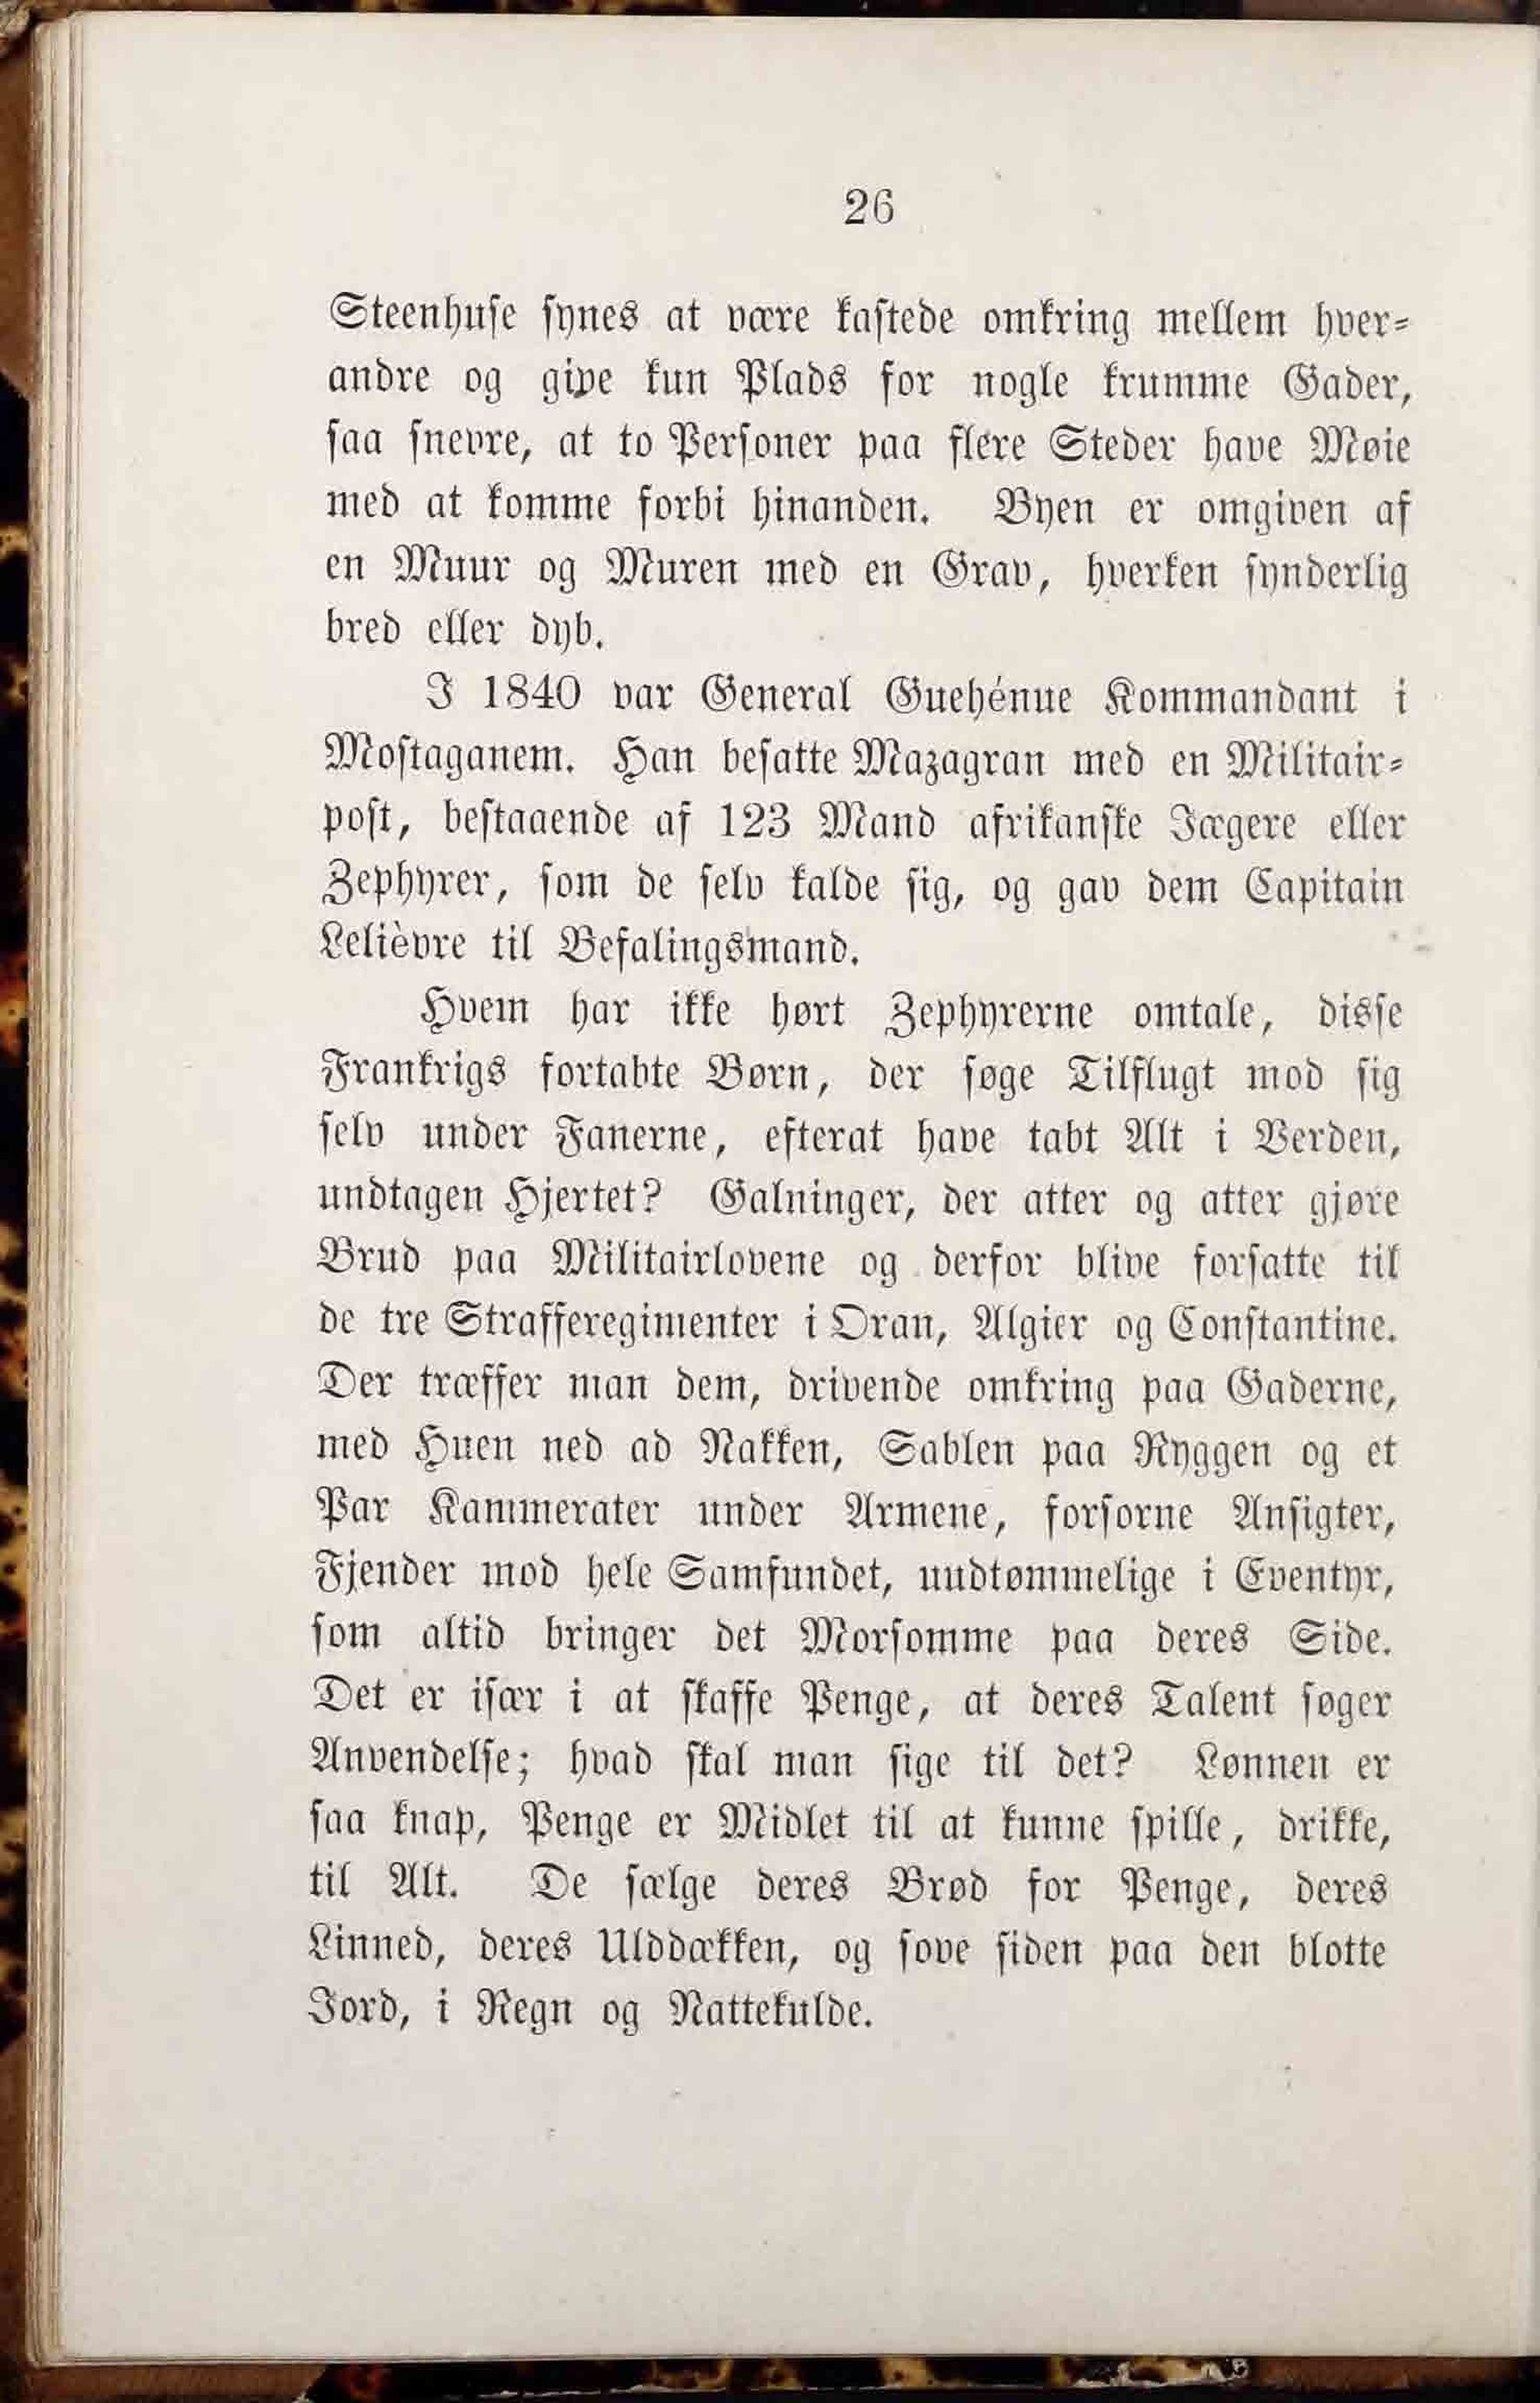 26
Steenhuse synes at være kastede omkring mellem hver-
andre og give kun Plads for nogle krumme Gader,
saa snevre, at to Personer paa flere Steder have Møie
med at komme forbi hinanden. Byen er omgiven af
en Muur og Muren med en Grav, hverken synderlig
bred eller dyb.
I 1840 var General Guehénue Kommandant i
Mostaganem. Han besatte Mazagran med en Militair-
post, bestaaende af 123 Mand afrikanske Jægere eller
Zephyrer, som de selv kalde sig, og gav dem Capitain
Lelièvre til Befalingsmand.
Hvem har ikke hørt Zephyrerne omtale, disse
Frankrigs fortabte Børn, der søge Tilflugt mod sig
selv under Fanerne, efterat have tabt Alt i Verden,
undtagen Hjertet? Galninger, der atter og atter gjøre
Brud paa Militairlovene og derfor blive forsatte til
de tre Strafferegimenter i Oran, Algier og Constantine.
Der træffer man dem, drivende omkring paa Gaderne,
med Huen ned ad Nakken, Sablen paa Ryggen og et
Par Kammerater under Armene, forsorne Ansigter,
Fjender mod hele Samfundet, uudtømmelige i Eventyr,
som altid bringer det Morsomme paa deres Side.
Det er især i at skaffe Penge, at deres Talent søger
Anvendelse; hvad skal man sige til det? Lønnen er
saa knap, Penge er Midlet til at kunne spille, drikke,
til Alt. De sælge deres Brød for Penge, deres
Linned, deres Ulddækken, og sove siden paa den blotte
Jord, i Regn og Nattekulde.